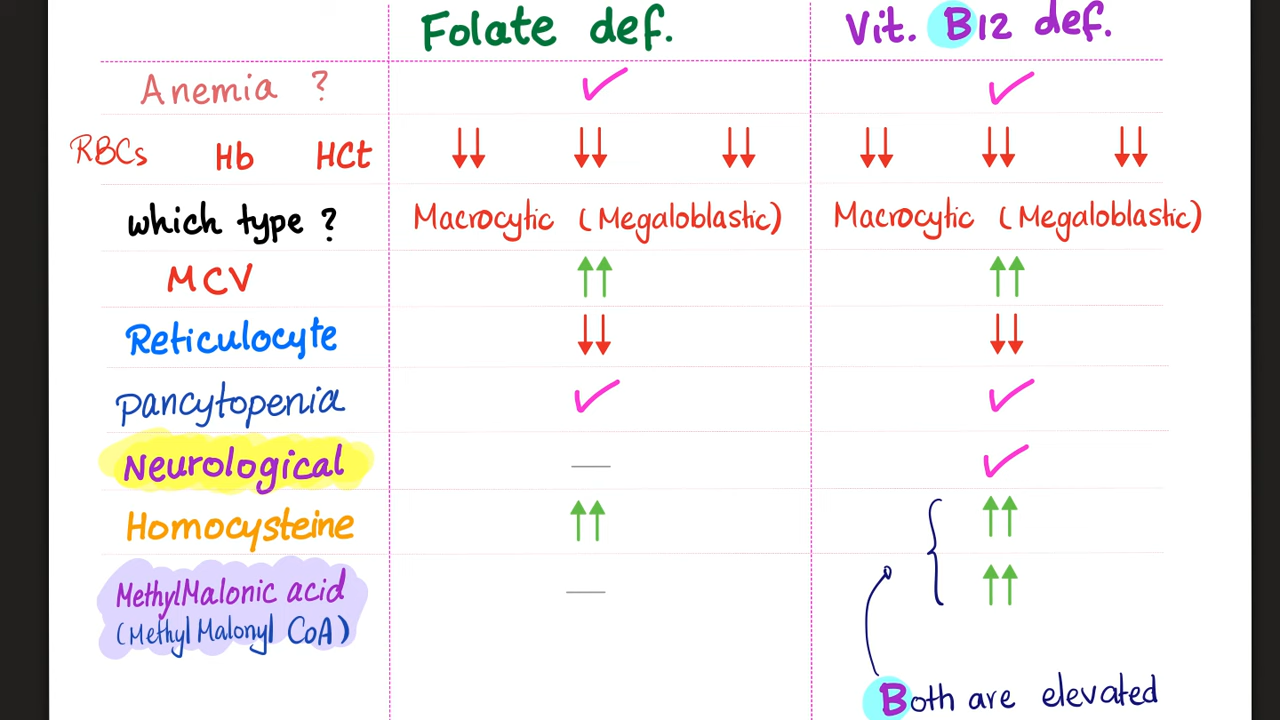 Folate def. Vit. B12 def.
Anemia ?
RBCs Hb HCt
which type ? Macrocytic (Megaloblastic) Macrocytic (Megaloblastic)
MCV
Reticulocyte
pancytopenia
Neurological
Homocysteine
MethylMalonic acid
(Methyl Malonyl CoA)
Both are elevated